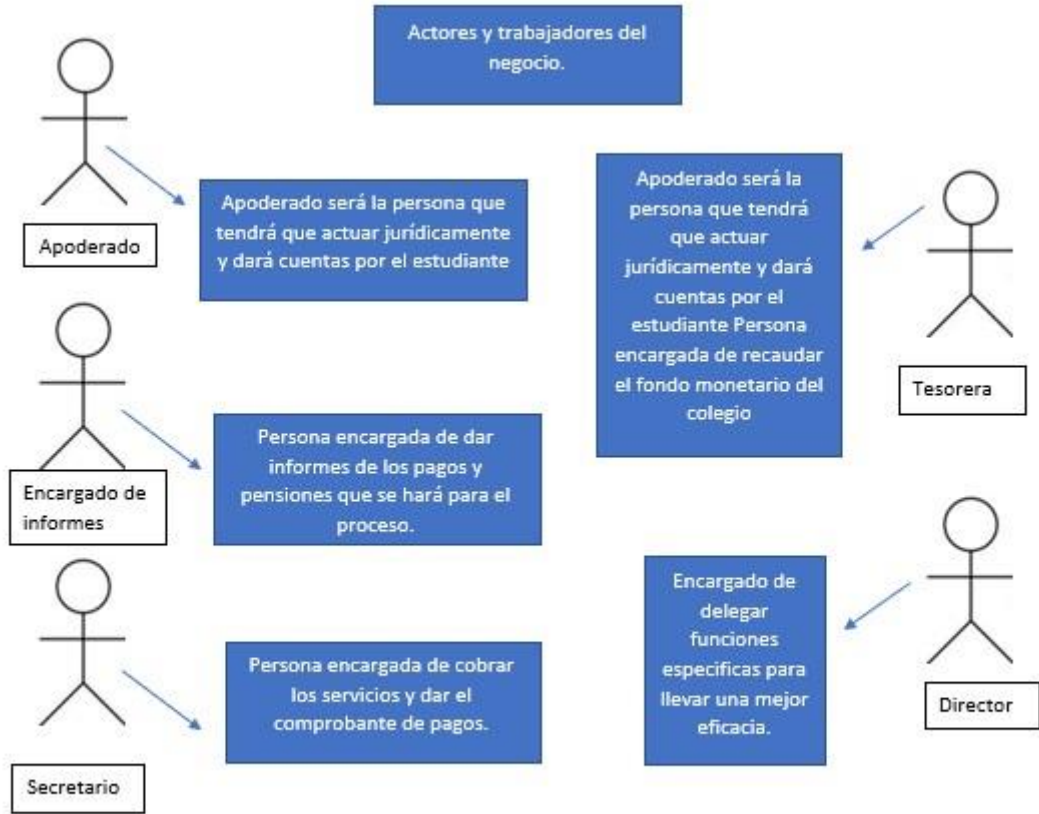 Actores y trabajadores del
negocio.
Apoderado
Apoderado será la persona que
tendrá que actuar jurídicamente
y dará cuentas por el estudiante
Apoderado será la
persona que tendrá
que actuar
jurídicamente y dará
cuentas por el
estudiante Persona
encargada de recaudar
el fondo monetario del
colegio
Tesorera
Encargado de
informes
Persona encargada de dar
informes de los pagos y
pensiones que se hará para el
proceso.
Secretario
Persona encargada de cobrar
los servicios y dar el
comprobante de pagos.
Encargado de
delegar
funciones
especificas para
llevar una mejor
eficacia.
Director